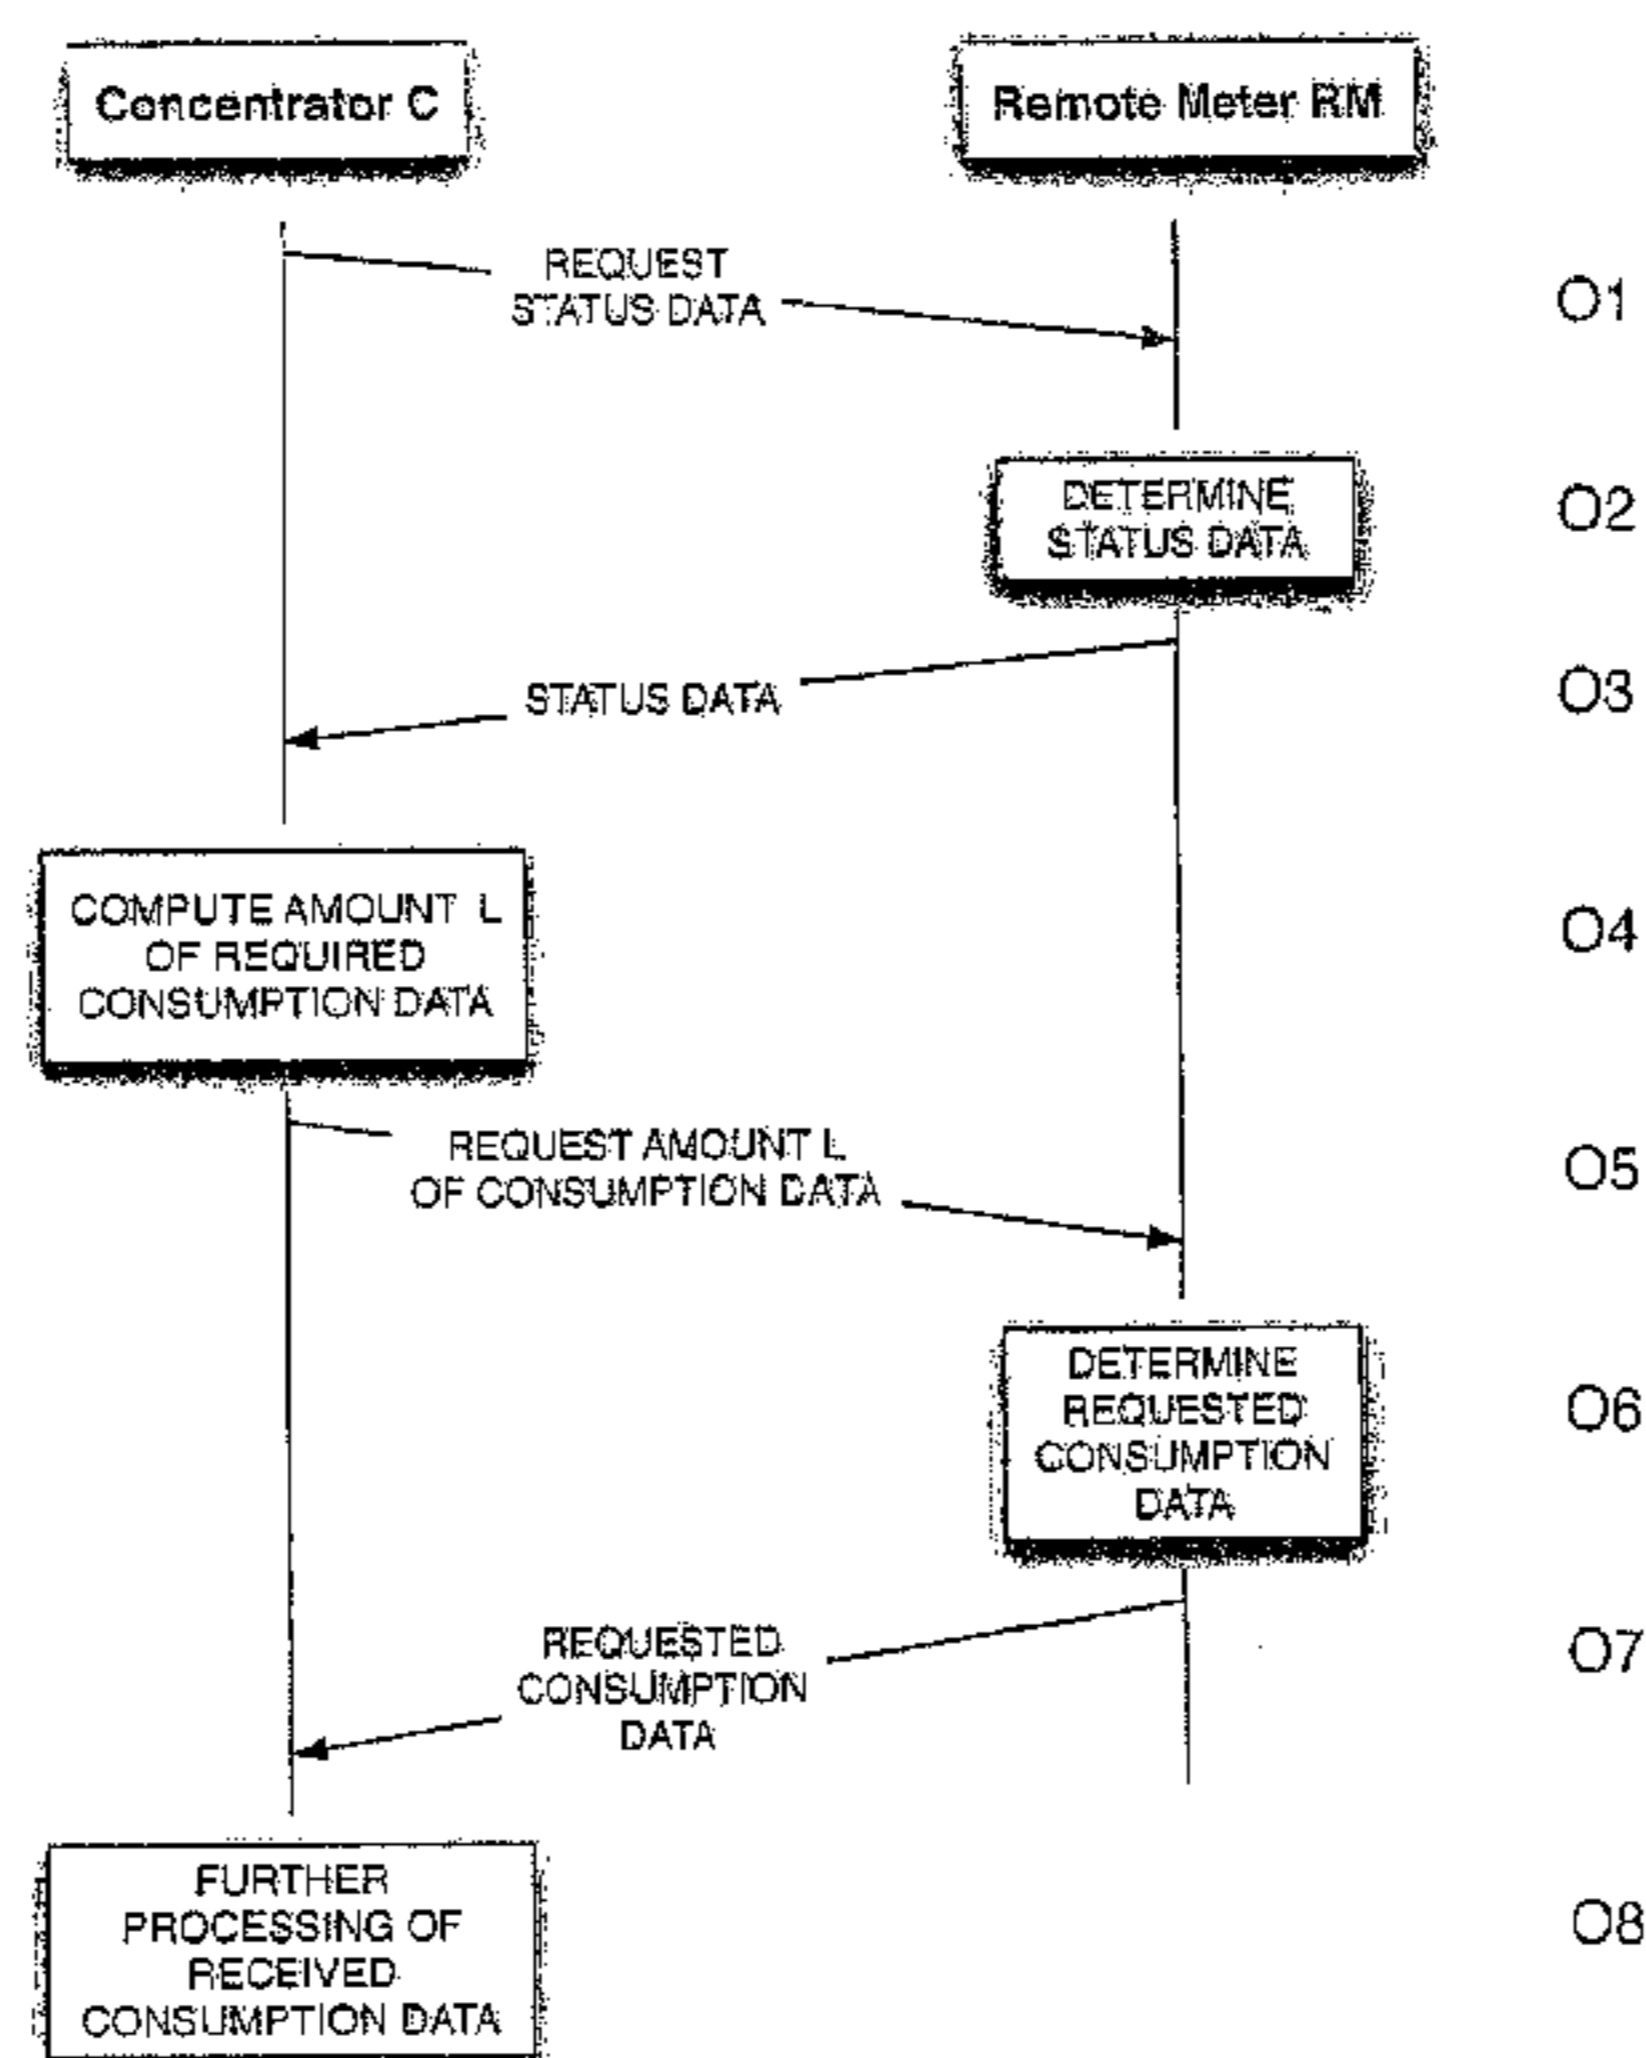 Concentrator C
Remote Meter RM
REQUEST
STATUS DATA
O1
DETERMINE
STATUS DATA
O2
STATUS DATA
O3
COMPUTE AMOUNT L
OF REQUIRED
CONSUMPTION DATA
O4
REQUEST AMOUNT L
OF CONSUMPTION DATA
O5
DETERMINE
REQUESTED
CONSUMPTION
DATA
O6
REQUESTED
CONSUMPTION
DATA
O7
FURTHER
PROCESSING OF
RECEIVED
CONSUMPTION DATA
O8